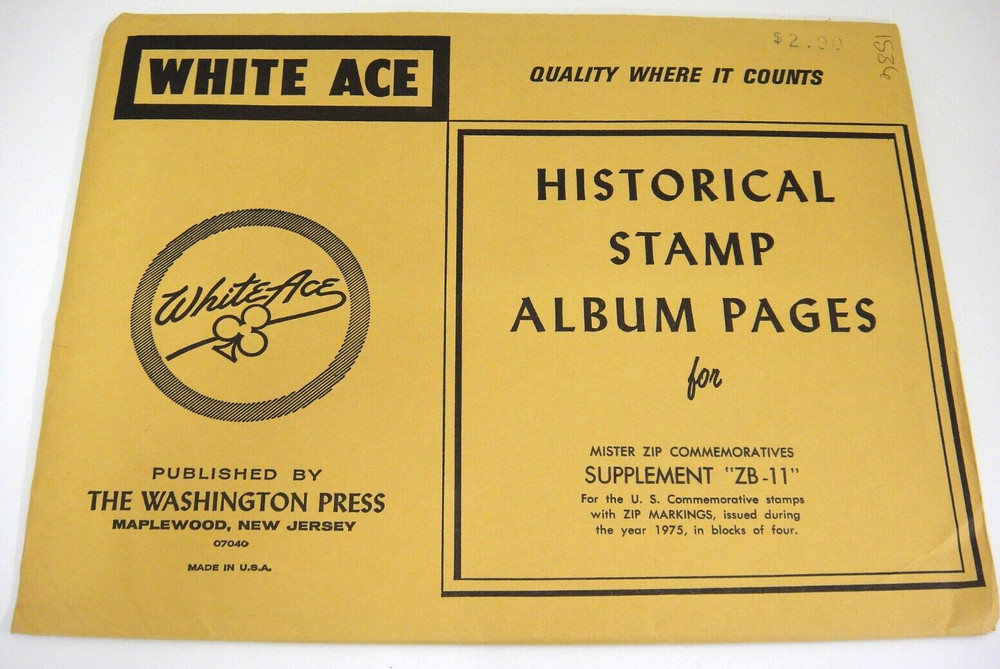 WHITE ACE
QUALITY WHERE IT COUNTS
$2.00
1536
White Ace
PUBLISHED BY
THE WASHINGTON PRESS
MAPLEWOOD, NEW JERSEY
07040
MADE IN U.S.A.
HISTORICAL
STAMP
ALBUM PAGES
for
MISTER ZIP COMMEMORATIVES
SUPPLEMENT "ZB-11"
For the U. S. Commemorative stamps
with ZIP MARKINGS, issued during
the year 1975, in blocks of four.